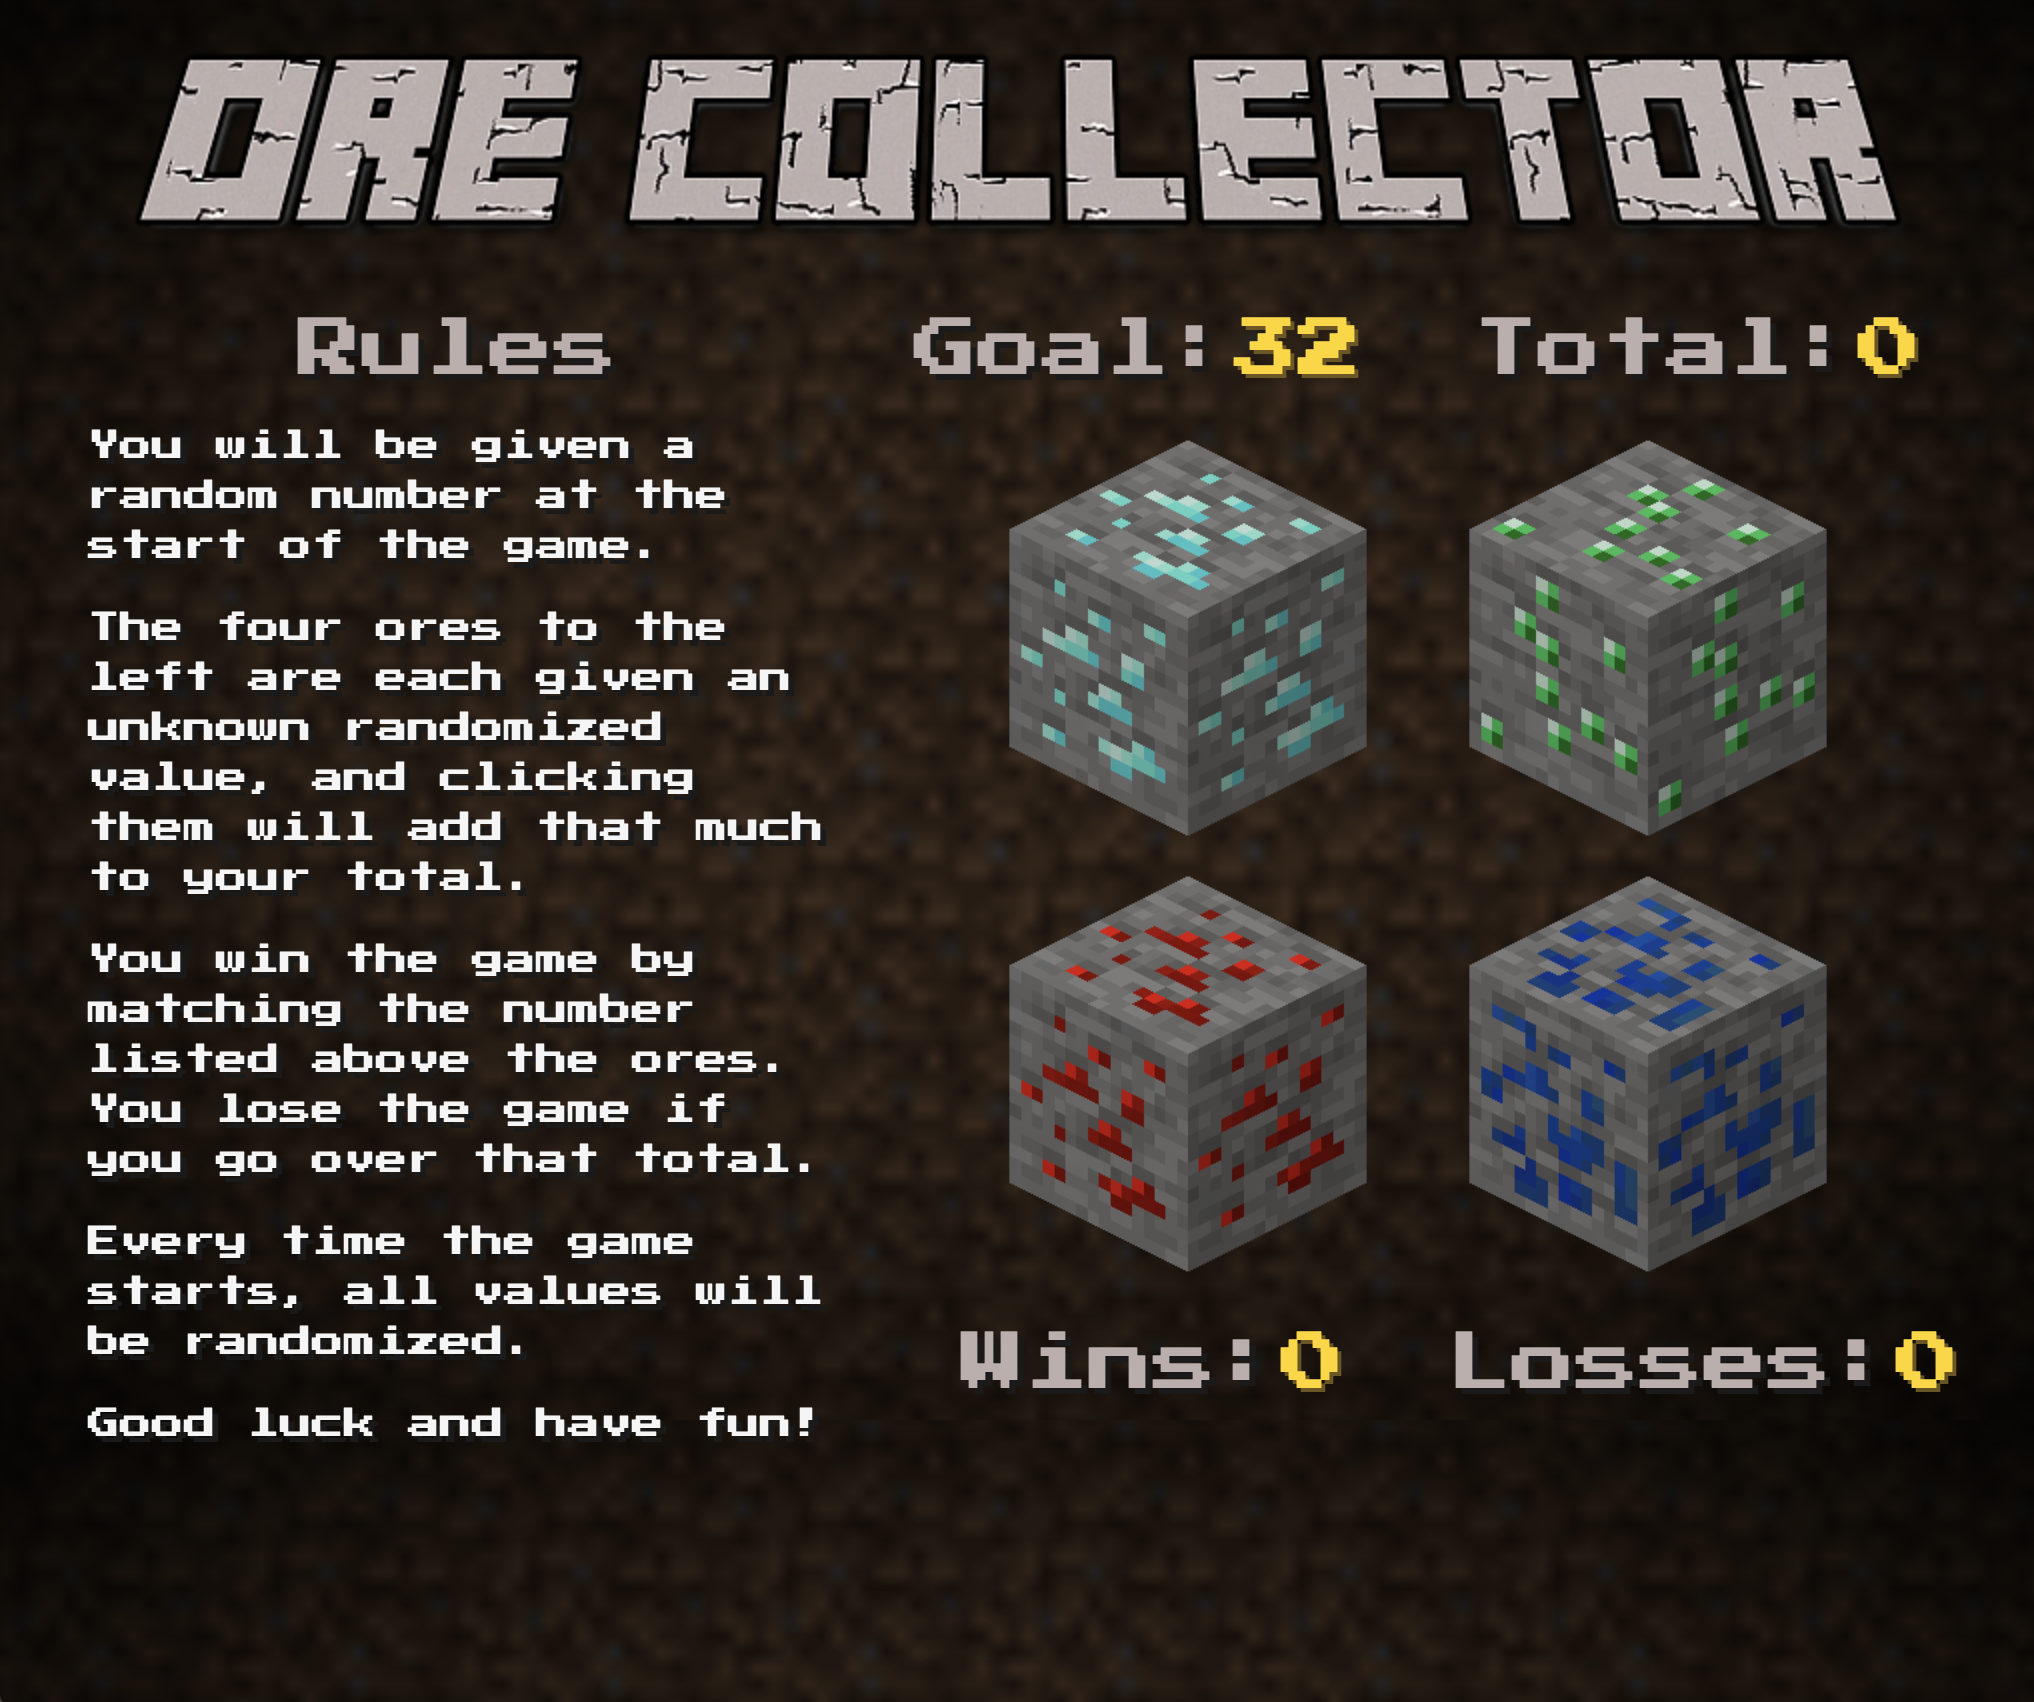 ORE COLLECTOR
Rules
You will be given a
random number at the
start of the game.
The four ores to the
left are each given an
unknown randomized
value, and clicking
them will add that much
to your total.
You win the game by
matching the number
listed above the ores.
You lose the game if
you go over that total.
Every time the game
starts, all values will
be randomized.
Good luck and have fun!
Goal:32
Total:0
Wins:0
Losses:0